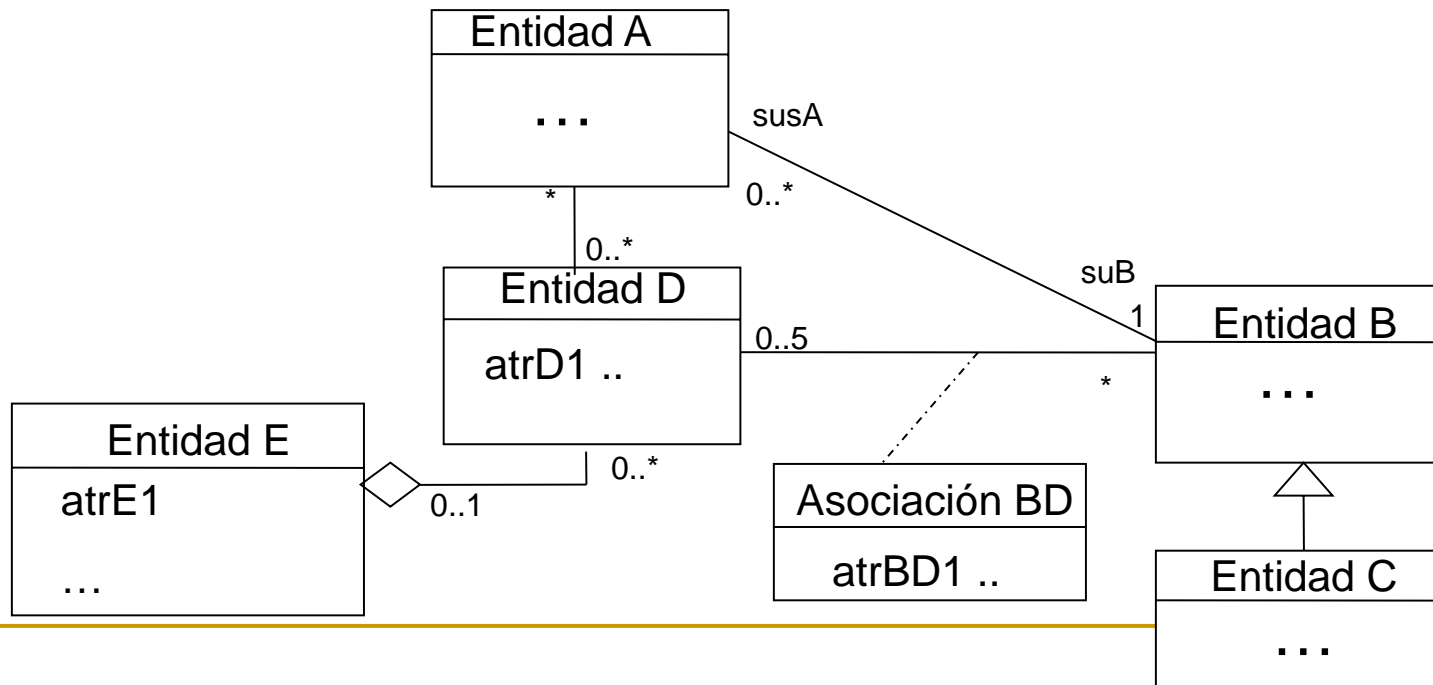 Entidad A
...
susA
*
0..*
0..*
suB
1
Entidad D
atrD1 ..
0..5
*
Entidad B
...
Entidad E
atrE1
...
0..1
0..*
Asociación BD
atrBD1 ..
Entidad C
...